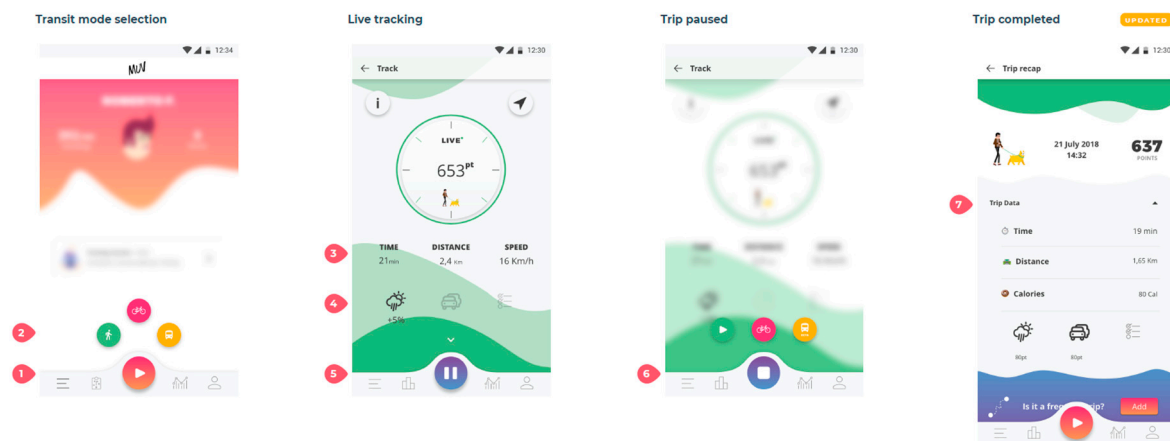 Transit mode selection
12:34
MUV
2
1
Live tracking
12:30
← Track
i
LIVE
653pt
3
TIME DISTANCE SPEED
21min 2,4 Km 16 Km/h
4
+5%
5
Trip paused
12:30
← Track
6
Trip completed UPDATED
12:30
← Trip recap
21 July 2018
14:32
637
POINTS
7
Trip Data
Time 19 min
Distance 1,65 Km
Calories 80 Cal
80pt 80pt
Is it a Add